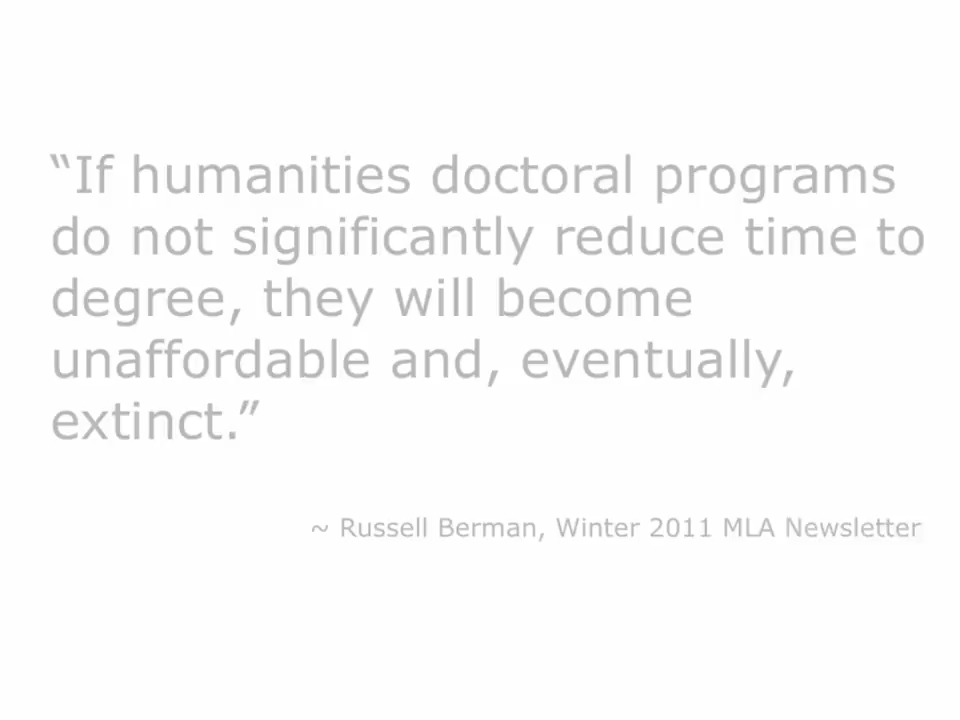 “If humanities doctoral programs
do not significantly reduce time to
degree, they will become
unaffordable and, eventually,
extinct.”
~ Russell Berman, Winter 2011 MLA Newsletter